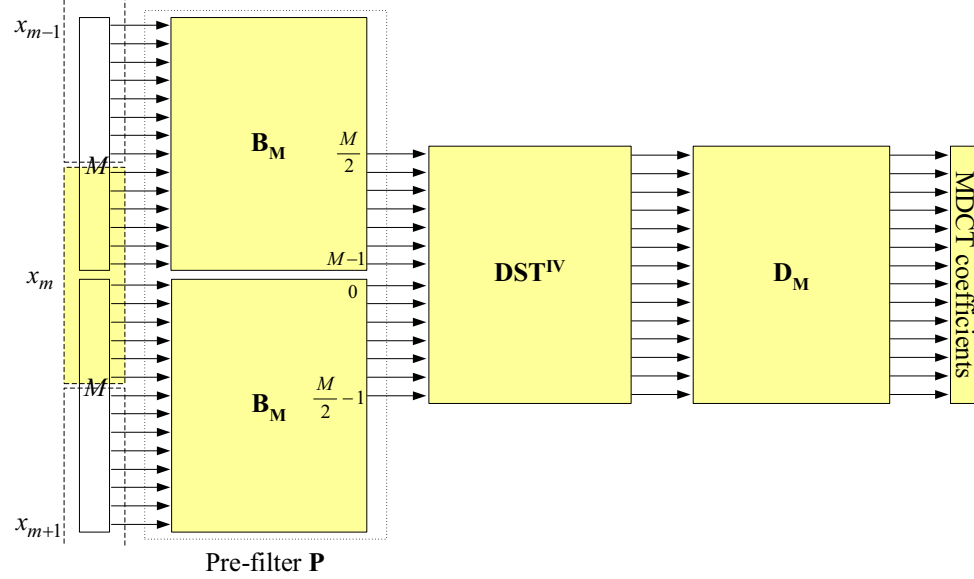 x_{m−1}
M
x_m
M
x_{m+1}
B_M
M/2
M−1
0
B_M
M/2 −1
Pre-filter P
DST^{IV}
D_M
MDCT coefficients